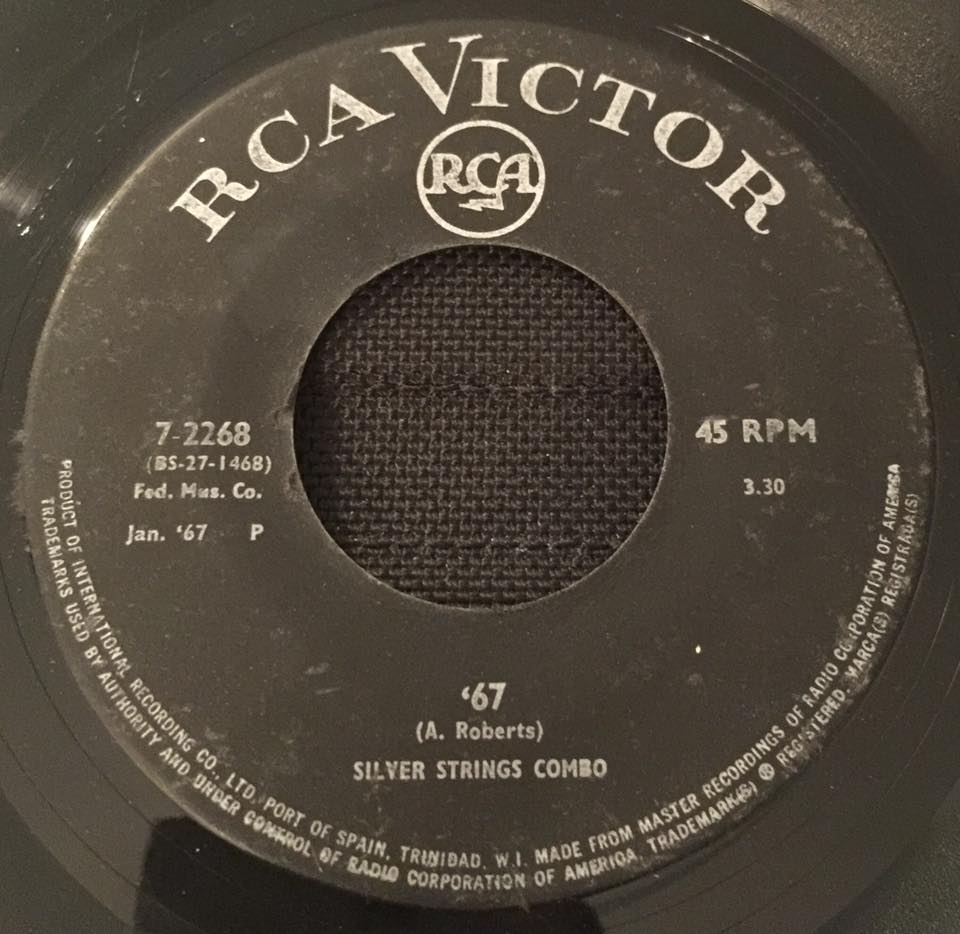 RCA VICTOR
RCA
7-2268
(BS-27-1468)
Fed. Mus. Co.
Jan. ‘67 P
45 RPM
3.30
‘67
(A. Roberts)
SILVER STRINGS COMBO
PRODUCT OF INTERNATIONAL RECORDING CO., LTD. PORT OF SPAIN, TRINIDAD, W.I. MADE FROM MASTER RECORDINGS OF RADIO CORPORATION OF AMERICA
TRADEMARKS USED BY AUTHORITY AND UNDER CONTROL OF RADIO CORPORATION OF AMERICA, TRADEMARK(S) ® REGISTERED. MARCA(S) REGISTRADA(S)